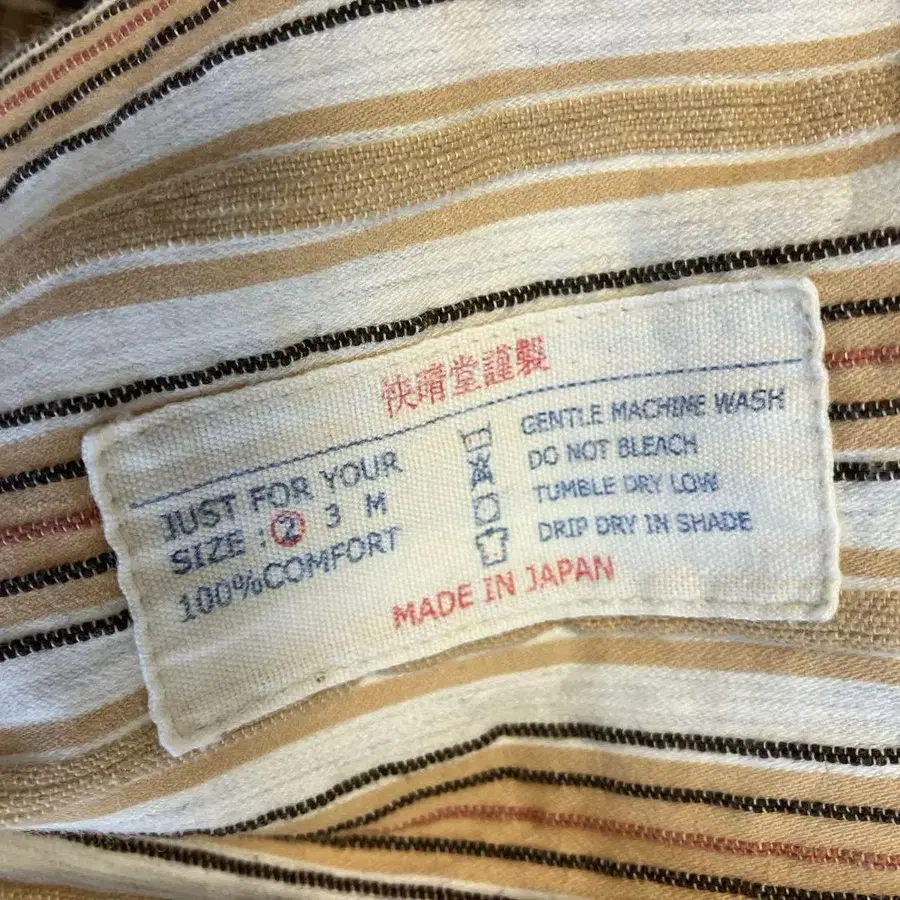 快晴堂謹製
JUST FOR YOUR
SIZE : 2 3 M
100%COMFORT
GENTLE MACHINE WASH
DO NOT BLEACH
TUMBLE DRY LOW
DRIP DRY IN SHADE
MADE IN JAPAN